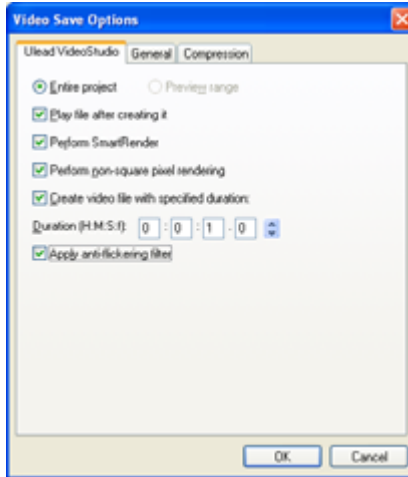 Video Save Options
Ulead VideoStudio General Compression
Entire project Preview range
Play file after creating it
Perform SmartRender
Perform non-square pixel rendering
Create video file with specified duration:
Duration (H:M:S:f): 0 : 0 : 1 . 0
Apply anti-flickering filter
OK Cancel